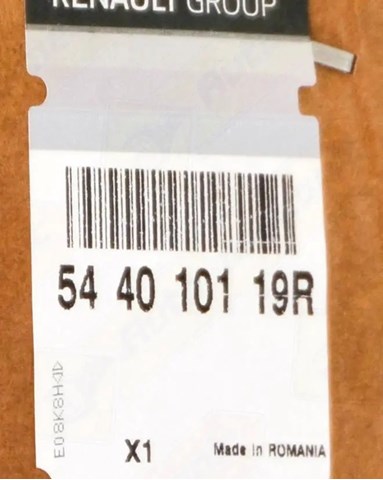 RENAULT GROUP
54 40 101 19R
X1
Made in ROMANIA